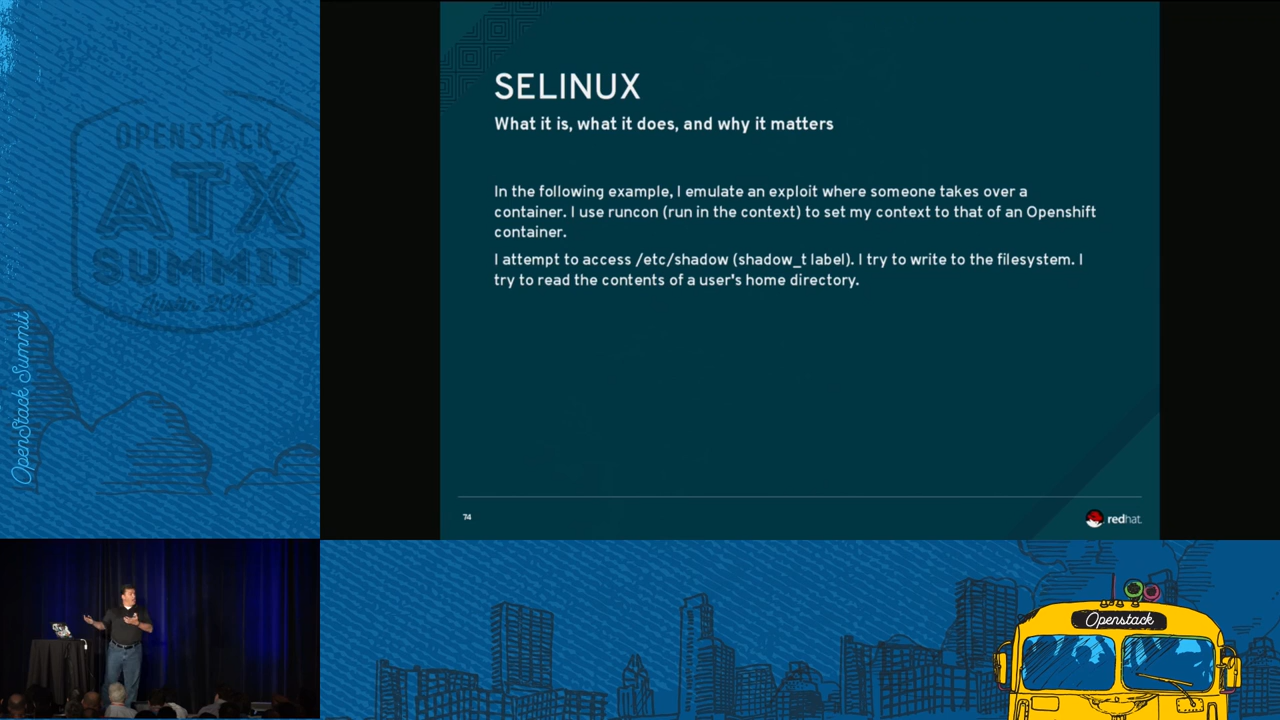 OPENSTACK
ATX
SUMMIT
Austin 2016
OpenStack Summit
SELINUX
What it is, what it does, and why it matters
In the following example, I emulate an exploit where someone takes over a
container. I use runcon (run in the context) to set my context to that of an Openshift
container.
I attempt to access /etc/shadow (shadow_t label). I try to write to the filesystem. I
try to read the contents of a user's home directory.
74
redhat.
Openstack